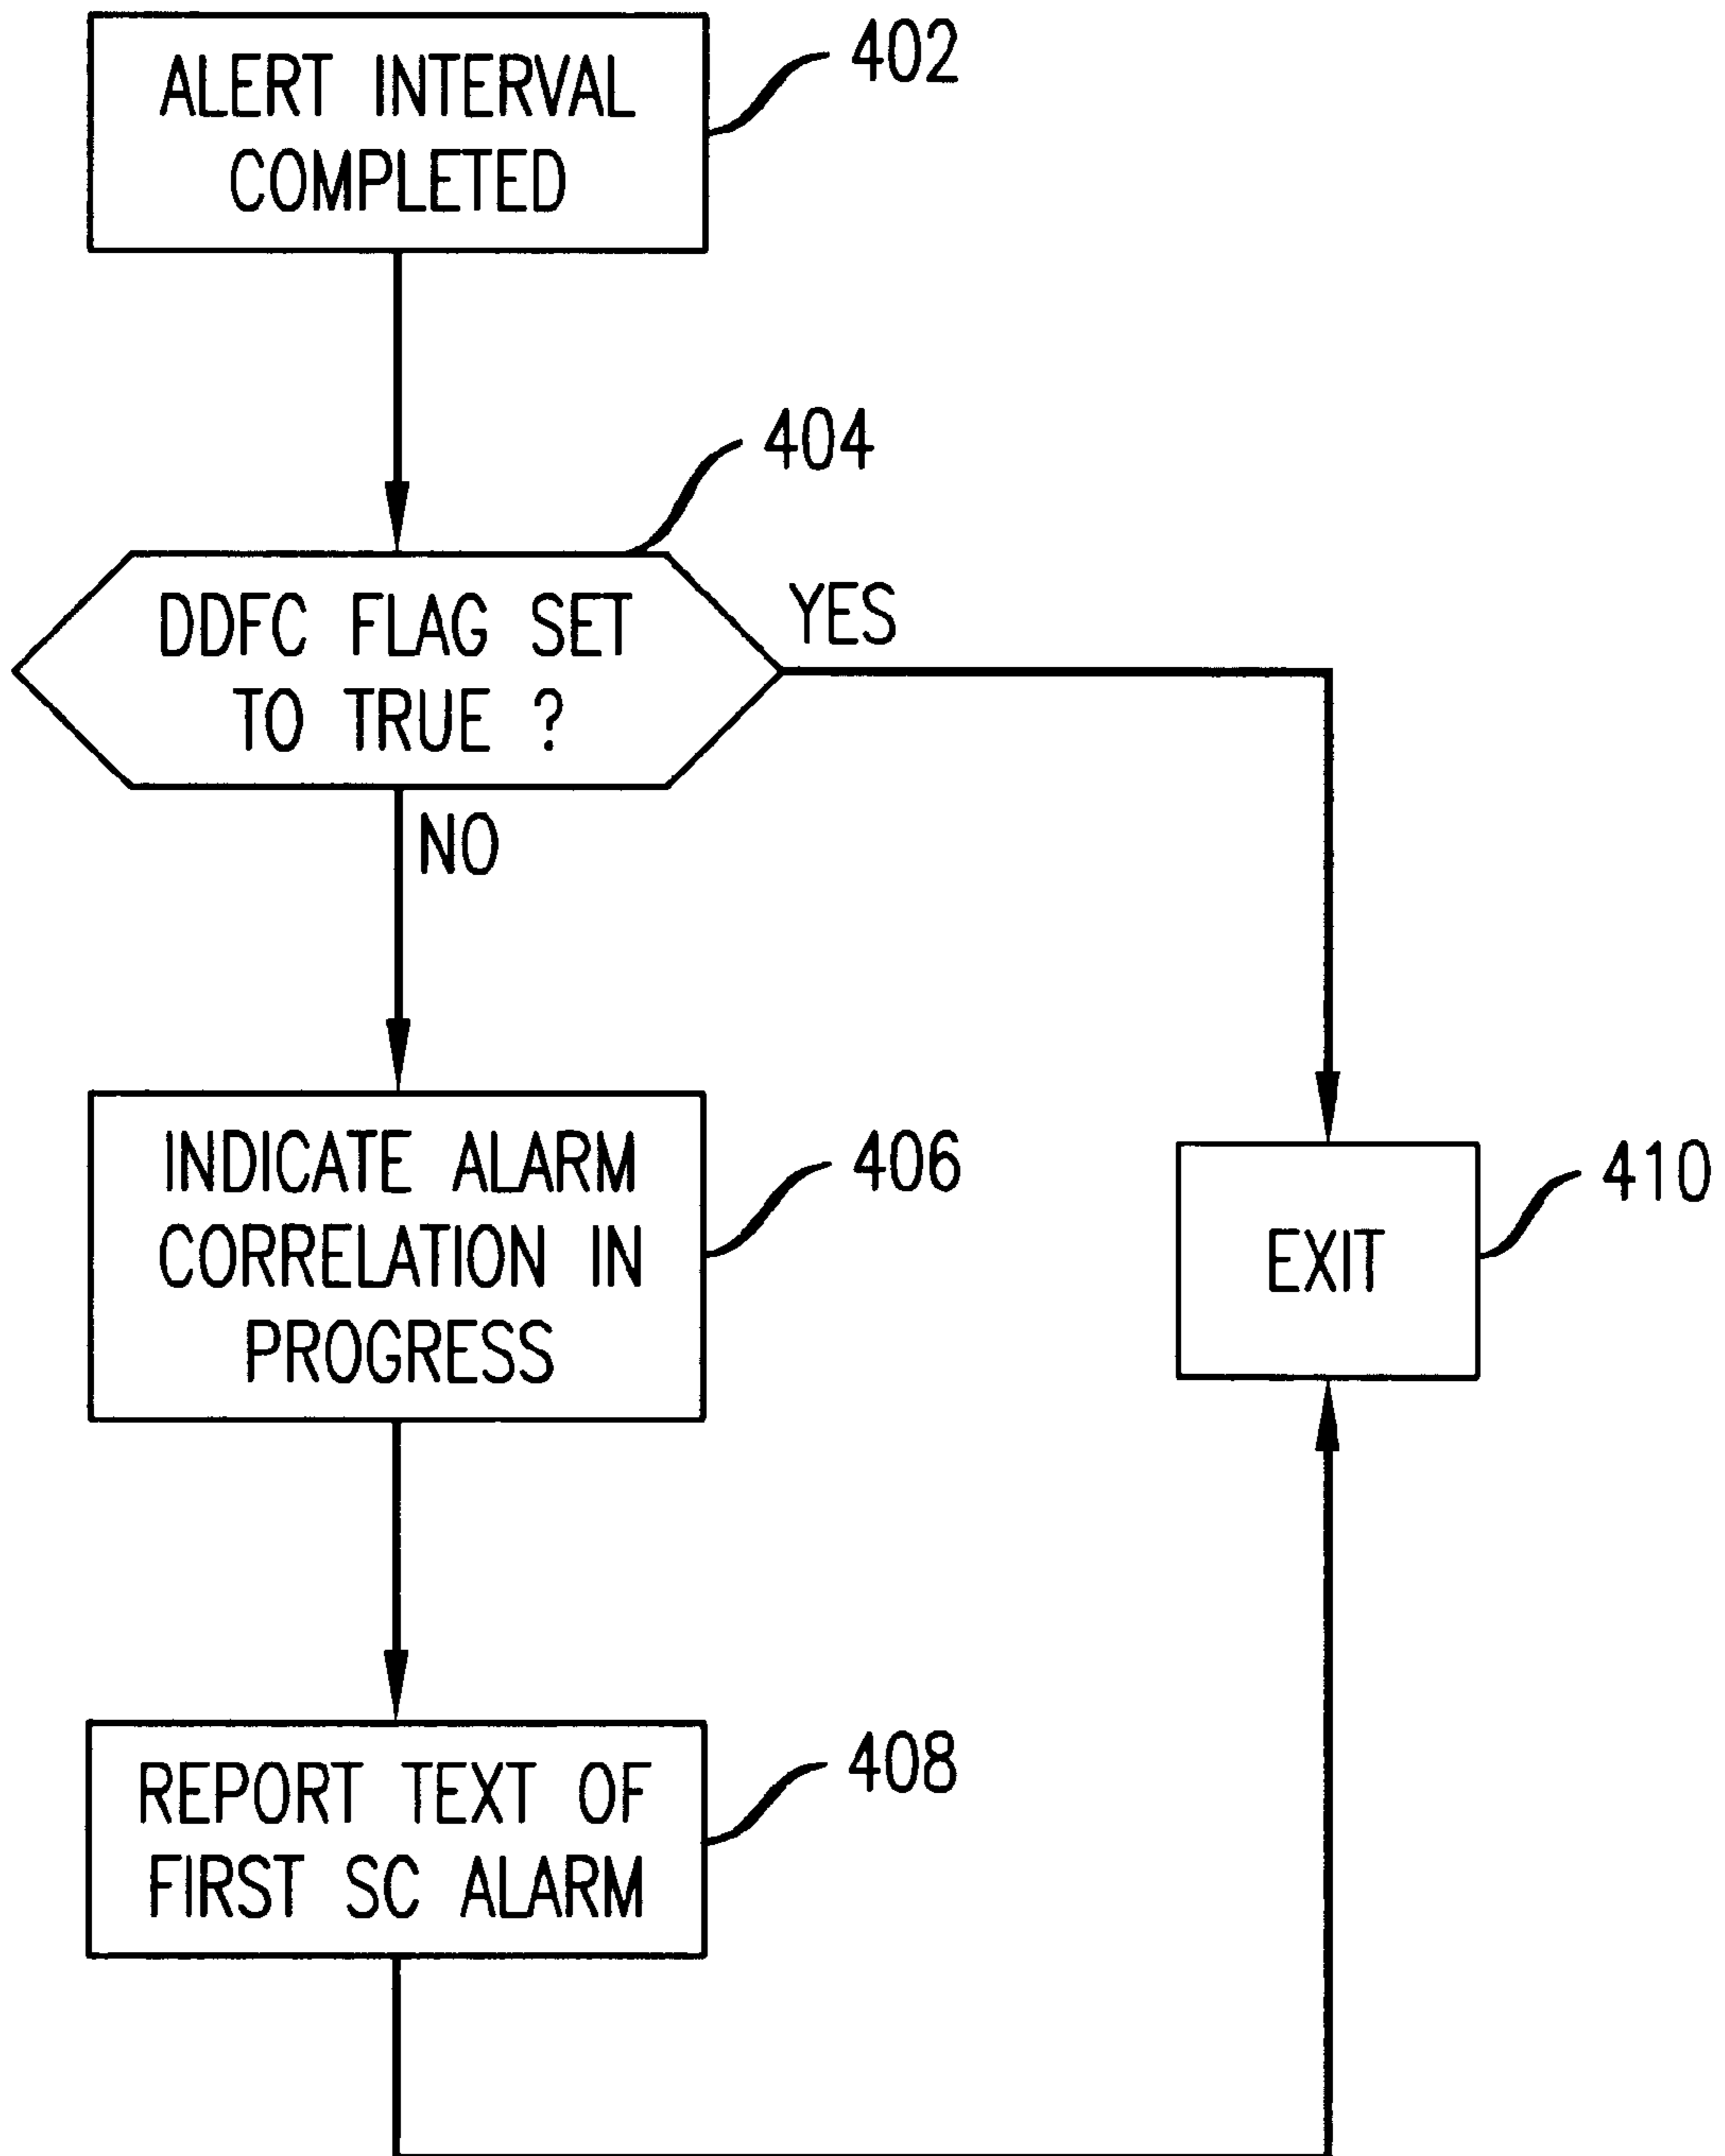 ALERT INTERVAL
COMPLETED
402
404
DDFC FLAG SET
TO TRUE ?
YES
NO
INDICATE ALARM
CORRELATION IN
PROGRESS
406
EXIT
410
REPORT TEXT OF
FIRST SC ALARM
408